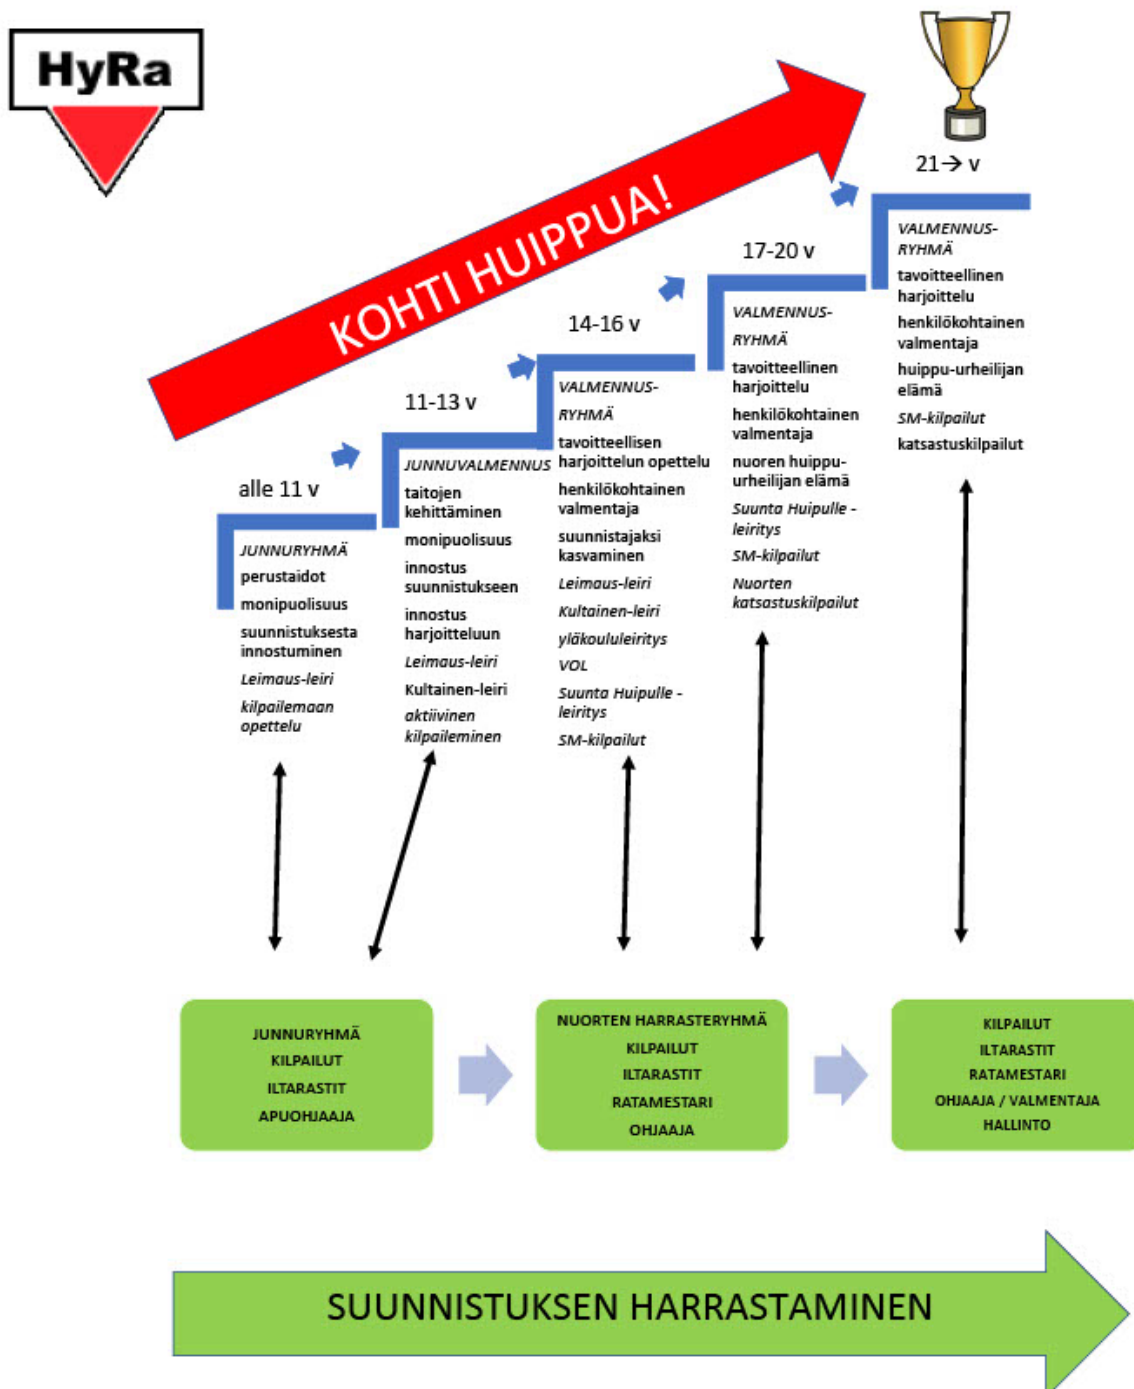 HyRa
KOHTI HUIPPUA!
alle 11 v
JUNNURYHMÄ
perustaidot
monipuolisuus
suunnistuksesta
innostuminen
Leimaus-leiri
kilpailemaan
opettelu
11-13 v
JUNNUVALMENNUS
taitojen
kehittäminen
monipuolisuus
innostus
suunnistukseen
innostus
harjoitteluun
Leimaus-leiri
Kultainen-leiri
aktiivinen
kilpaileminen
14-16 v
VALMENNUS-
RYHMÄ
tavoitteellisen
harjoittelun opettelu
henkilökohtainen
valmentaja
suunnistajaksi
kasvaminen
Leimaus-leiri
Kultainen-leiri
yläkoululeiritys
VOL
Suunta Huipulle -
leiritys
SM-kilpailut
17-20 v
VALMENNUS-
RYHMÄ
tavoitteellinen
harjoittelu
henkilökohtainen
valmentaja
nuoren huippu-
urheilijan elämä
Suunta Huipulle -
leiritys
SM-kilpailut
Nuorten
katsastuskilpailut
21→ v
VALMENNUS-
RYHMÄ
tavoitteellinen
harjoittelu
henkilökohtainen
valmentaja
huippu-urheilijan
elämä
SM-kilpailut
katsastuskilpailut
JUNNURYHMÄ
KILPAILUT
ILTARASTIT
APUOHJAAJA
NUORTEN HARRASTERYHMÄ
KILPAILUT
ILTARASTIT
RATAMESTARI
OHJAAJA
KILPAILUT
ILTARASTIT
RATAMESTARI
OHJAAJA / VALMENTAJA
HALLINTO
SUUNNISTUKSEN HARRASTAMINEN